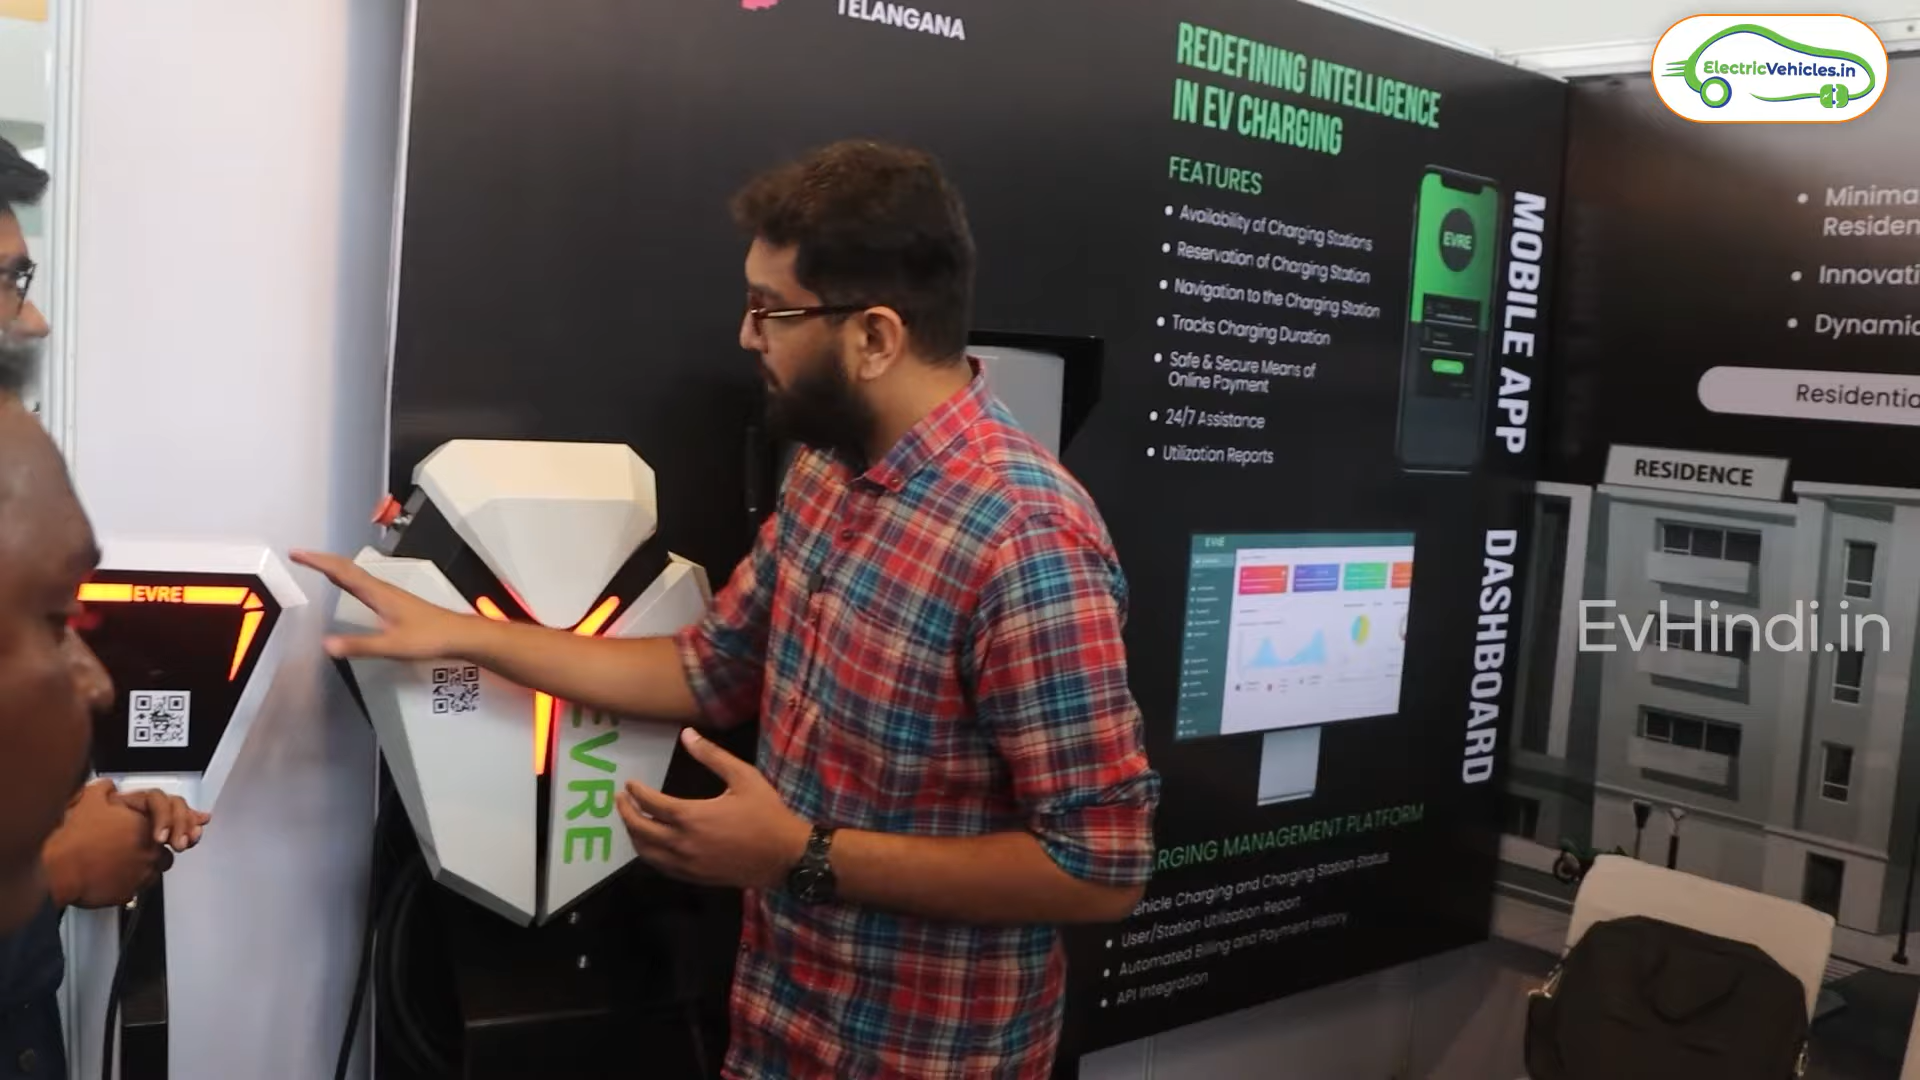 TELANGANA
ElectricVehicles.in
REDEFINING INTELLIGENCE
IN EV CHARGING
FEATURES
• Availability of Charging Stations
• Reservation of Charging Station
• Navigation to the Charging Station
• Tracks Charging Duration
• Safe & Secure Means of
Online Payment
• 24/7 Assistance
• Utilization Reports
EVRE
MOBILE APP
• Minima
Residen
• Innovati
• Dynamic
Residentia
RESIDENCE
EVRE
EVRE
EVRE
DASHBOARD
EvHindi.in
RGING MANAGEMENT PLATFORM
ehicle Charging and Charging Station Status
• User/Station Utilization Report
• Automated Billing and Payment History
• API Integration